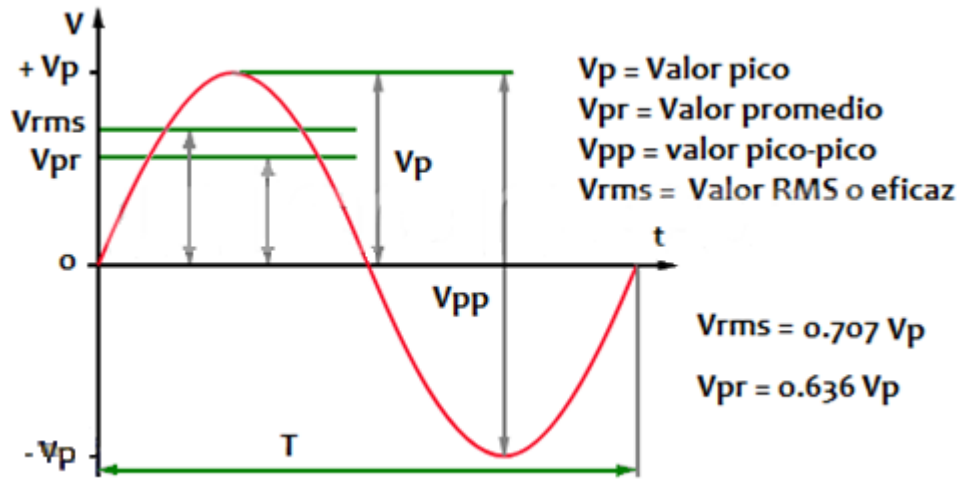 V
+ Vp
Vrms
Vpr
o
- Vp
Vp
Vpp
t
T
Vp = Valor pico
Vpr = Valor promedio
Vpp = valor pico-pico
Vrms = Valor RMS o eficaz
Vrms = 0.707 Vp
Vpr = 0.636 Vp